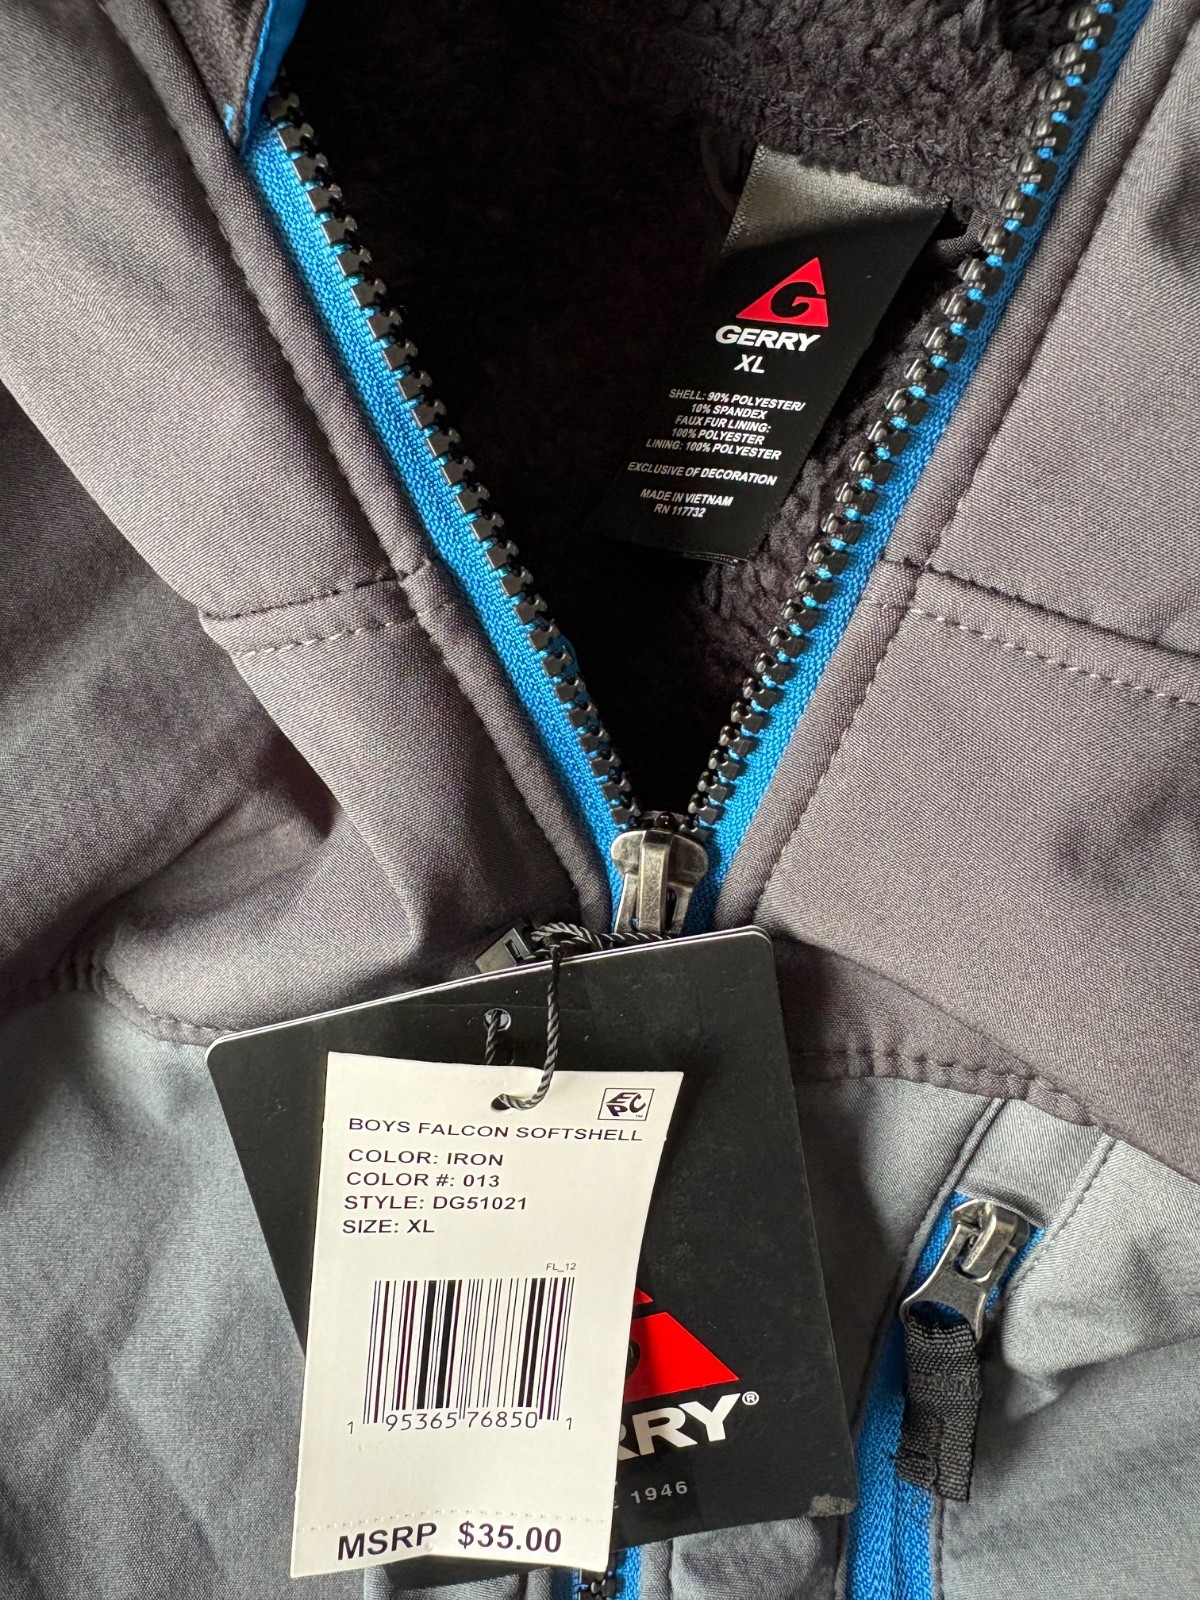 GERRY
XL
SHELL: 90% POLYESTER/
10% SPANDEX
FAUX FUR LINING:
100% POLYESTER
LINING: 100% POLYESTER
EXCLUSIVE OF DECORATION
MADE IN VIETNAM
RN 117732
EPC
BOYS FALCON SOFTSHELL
COLOR: IRON
COLOR #: 013
STYLE: DG51021
SIZE: XL
FL_12
1 95365 76850 1
MSRP $35.00
RRY®
1946